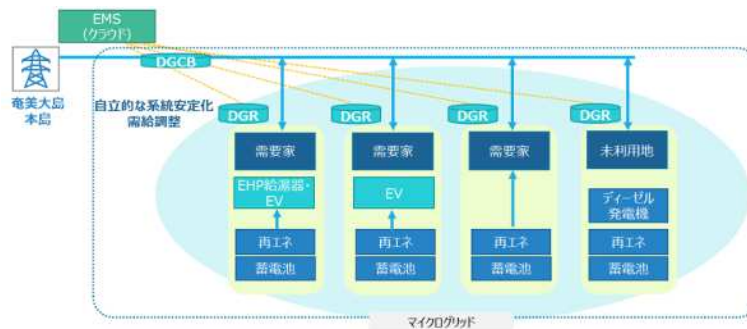 EMS
(クラウド)
DGCB
奄美大島
本島
自立的な系統安定化
需給調整
DGR
DGR
DGR
DGR
需要家
需要家
需要家
未利用地
EHP給湯器・
EV
EV
ディーゼル
発電機
再エネ
再エネ
再エネ
再エネ
蓄電池
蓄電池
蓄電池
蓄電池
マイクログリッド